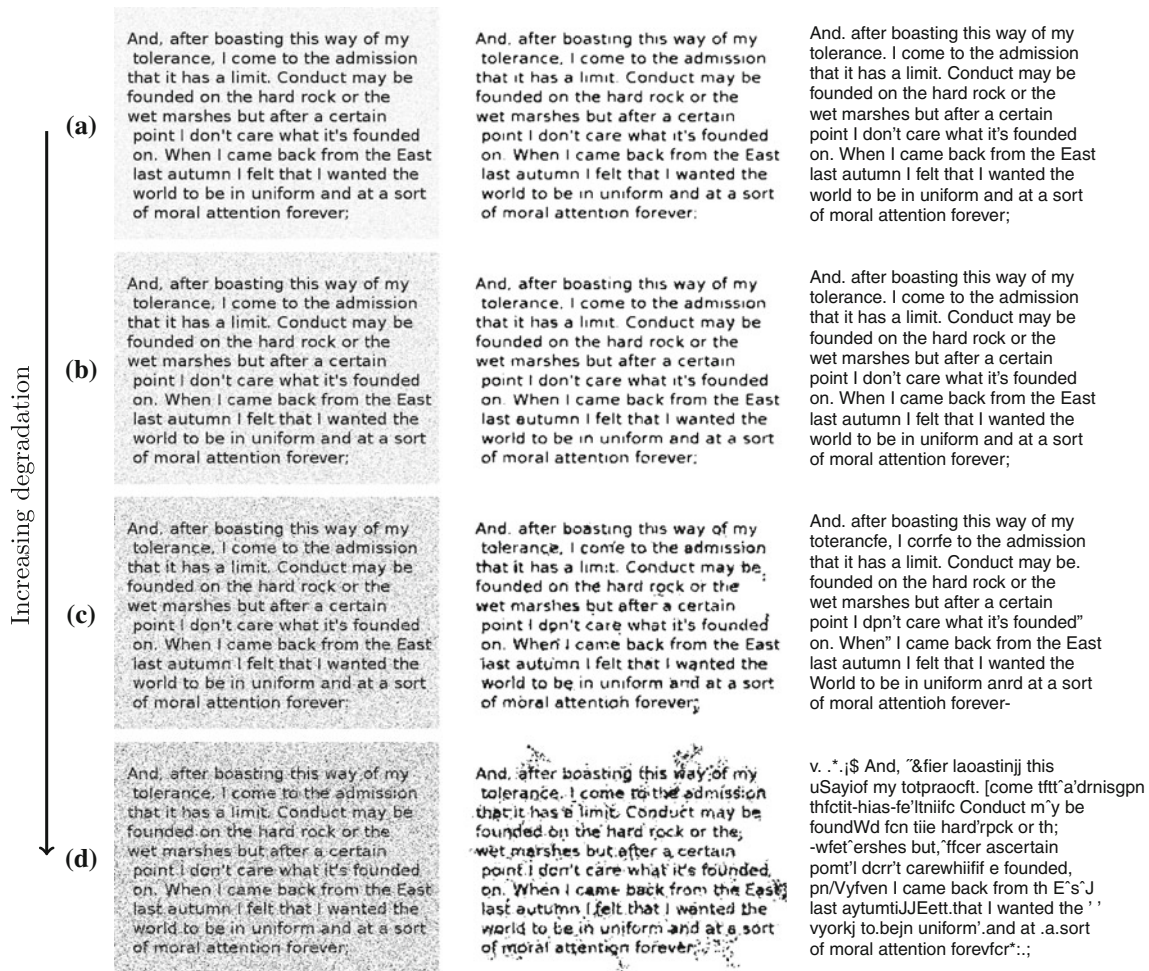 And, after boasting this way of my
tolerance, I come to the admission
that it has a limit. Conduct may be
founded on the hard rock or the
wet marshes but after a certain
point I don't care what it's founded
on. When I came back from the East
last autumn I felt that I wanted the
world to be in uniform and at a sort
of moral attention forever;
And. after boasting this way of my
tolerance, I come to the admission
that it has a limit. Conduct may be
founded on the hard rock or the
wet marshes but after a certain
point I don't care what it's founded
on. When I came back from the East
last autumn I felt that I wanted the
world to be in uniform and at a sort
of moral attention forever;
And. after boasting this way of my
tolerance. I come to the admission
that it has a limit. Conduct may be
founded on the hard rock or the
wet marshes but after a certain
point I don’t care what it’s founded
on. When I came back from the East
last autumn I felt that I wanted the
world to be in uniform and at a sort
of moral attention forever;
(a)
And, after boasting this way of my
tolerance, I come to the admission
that it has a limit. Conduct may be
founded on the hard rock or the
wet marshes but after a certain
point I don't care what it's founded
on. When I came back from the East
last autumn I felt that I wanted the
world to be in uniform and at a sort
of moral attention forever;
And, after boasting this way of my
tolerance, I come to the admission
that it has a limit. Conduct may be
founded on the hard rock or the
wet marshes but after a certain
point I don't care what it's founded
on. When I came back from the East
last autumn I felt that I wanted the
world to be in uniform and at a sort
of moral attention forever;
And. after boasting this way of my
tolerance. I come to the admission
that it has a limit. Conduct may be
founded on the hard rock or the
wet marshes but after a certain
point I don’t care what it’s founded
on. When I came back from the East
last autumn I felt that I wanted the
world to be in uniform and at a sort
of moral attention forever;
(b)
Increasing degradation
And. after boasting this way of my
tolerance, I come to the admission
that it has a limit. Conduct may be
founded on the hard rock or the
wet marshes but after a certain
point I don't care what it's founded
on. When I came back from the East
last autumn I felt that I wanted the
world to be in uniform and at a sort
of moral attention forever;
And. after boasting this way of my
tolerance, I come to the admission
that it has a limit. Conduct may be
founded on the hard rock or the
wet marshes but after a certain
point I don't care what it's founded
on. When I came back from the East
last autumn I felt that I wanted the
world to be in uniform and at a sort
of moral attention forever;
And. after boasting this way of my
toterancfe, I corrfe to the admission
that it has a limit. Conduct may be.
founded on the hard rock or the
wet marshes but after a certain
point I dpn’t care what it’s founded”
on. When” I came back from the East
last autumn I felt that I wanted the
World to be in uniform anrd at a sort
of moral attentioh forever-
(c)
And, after boasting this way of my
tolerance, I come to the admission
that it has a limit. Conduct may be
founded on the hard rock or the
wet marshes but after a certain
point I don't care what it's founded
on. When I came back from the East
last autumn I felt that I wanted the
world to be in uniform and at a sort
of moral attention forever;
And, after boasting this way of my
tolerance. I come to the admission
that it has a limit. Conduct may be
founded on the hard rock or the,
wet marshes but after a certain
point I don't care what it's founded,
on. When I came back from the East
last autumn I felt that I wanted the
world to be in uniform and at a sort
of moral attention forever;
v. .*.¡$ And, ˝&fier laoastinjj this
uSayiof my totpraocft. [come tfftˆa’drnisgpn
thfctit-hias-fe’ltniifc Conduct mˆy be
foundWd fcn tiie hard’rpck or th;
-wfetˆershes but,ˆffcer ascertain
pomt’l dcrr’t carewhiifif e founded,
pn/Vyfven I came back from th EˆsˆJ
last aytumtiJJEett.that I wanted the ’ ’
vyorkj to.bejn uniform’.and at .a.sort
of moral attention forevfcr*:.;
(d)